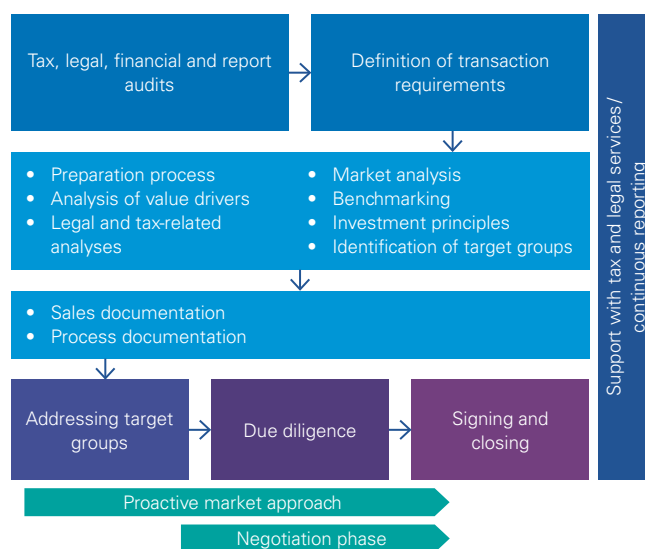 Tax, legal, financial and report
audits
Definition of transaction
requirements
• Preparation process
• Analysis of value drivers
• Legal and tax-related
analyses
• Market analysis
• Benchmarking
• Investment principles
• Identification of target groups
• Sales documentation
• Process documentation
Addressing target
groups
Due diligence
Signing and
closing
Proactive market approach
Negotiation phase
Support with tax and legal services/
continuous reporting